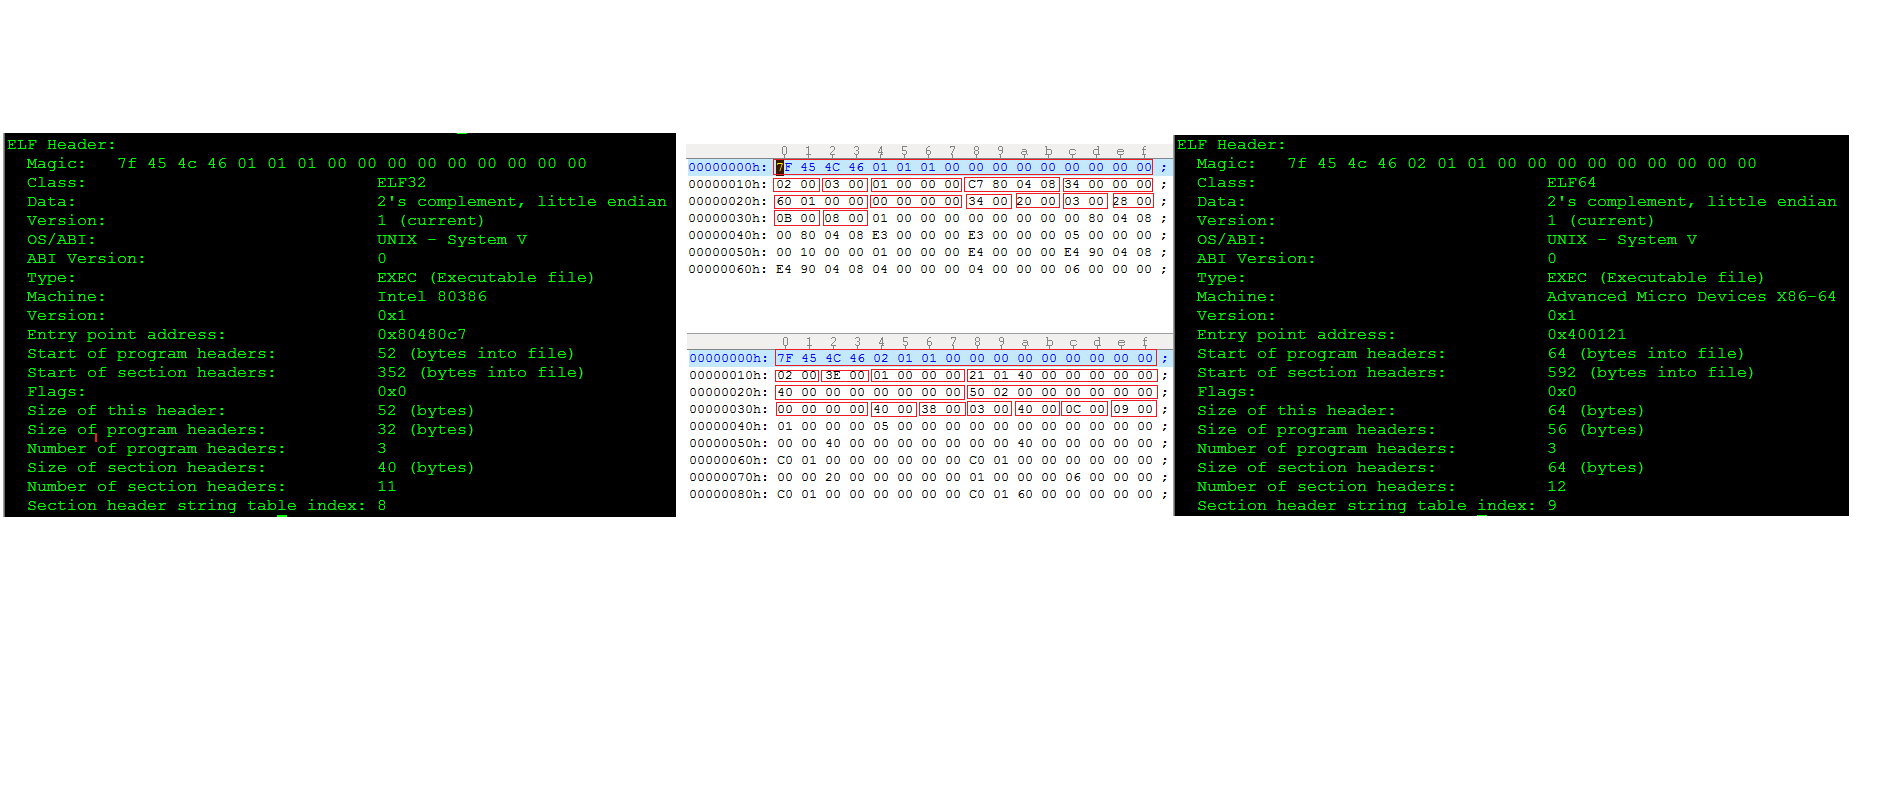 ELF Header:
Magic: 7f 45 4c 46 01 01 01 00 00 00 00 00 00 00 00 00
Class: ELF32
Data: 2's complement, little endian
Version: 1 (current)
OS/ABI: UNIX - System V
ABI Version: 0
Type: EXEC (Executable file)
Machine: Intel 80386
Version: 0x1
Entry point address: 0x80480c7
Start of program headers: 52 (bytes into file)
Start of section headers: 352 (bytes into file)
Flags: 0x0
Size of this header: 52 (bytes)
Size of program headers: 32 (bytes)
Number of program headers: 3
Size of section headers: 40 (bytes)
Number of section headers: 11
Section header string table index: 8
0 1 2 3 4 5 6 7 8 9 a b c d e f
00000000h: 7F 45 4C 46 01 01 01 00 00 00 00 00 00 00 00 00 ;
00000010h: 02 00 03 00 01 00 00 00 C7 80 04 08 34 00 00 00 ;
00000020h: 60 01 00 00 00 00 00 00 34 00 20 00 03 00 28 00 ;
00000030h: 0B 00 08 00 01 00 00 00 00 00 00 00 00 80 04 08 ;
00000040h: 00 80 04 08 E3 00 00 00 E3 00 00 00 05 00 00 00 ;
00000050h: 00 10 00 00 01 00 00 00 E4 00 00 00 E4 90 04 08 ;
00000060h: E4 90 04 08 04 00 00 00 04 00 00 00 06 00 00 00 ;
0 1 2 3 4 5 6 7 8 9 a b c d e f
00000000h: 7F 45 4C 46 02 01 01 00 00 00 00 00 00 00 00 00 ;
00000010h: 02 00 3E 00 01 00 00 00 21 01 40 00 00 00 00 00 ;
00000020h: 40 00 00 00 00 00 00 00 50 02 00 00 00 00 00 00 ;
00000030h: 00 00 00 00 40 00 38 00 03 00 40 00 0C 00 09 00 ;
00000040h: 01 00 00 00 05 00 00 00 00 00 00 00 00 00 00 00 ;
00000050h: 00 00 40 00 00 00 00 00 00 00 40 00 00 00 00 00 ;
00000060h: C0 01 00 00 00 00 00 00 C0 01 00 00 00 00 00 00 ;
00000070h: 00 00 20 00 00 00 00 00 01 00 00 00 06 00 00 00 ;
00000080h: C0 01 00 00 00 00 00 00 C0 01 60 00 00 00 00 00 ;
ELF Header:
Magic: 7f 45 4c 46 02 01 01 00 00 00 00 00 00 00 00 00
Class: ELF64
Data: 2's complement, little endian
Version: 1 (current)
OS/ABI: UNIX - System V
ABI Version: 0
Type: EXEC (Executable file)
Machine: Advanced Micro Devices X86-64
Version: 0x1
Entry point address: 0x400121
Start of program headers: 64 (bytes into file)
Start of section headers: 592 (bytes into file)
Flags: 0x0
Size of this header: 64 (bytes)
Size of program headers: 56 (bytes)
Number of program headers: 3
Size of section headers: 64 (bytes)
Number of section headers: 12
Section header string table index: 9